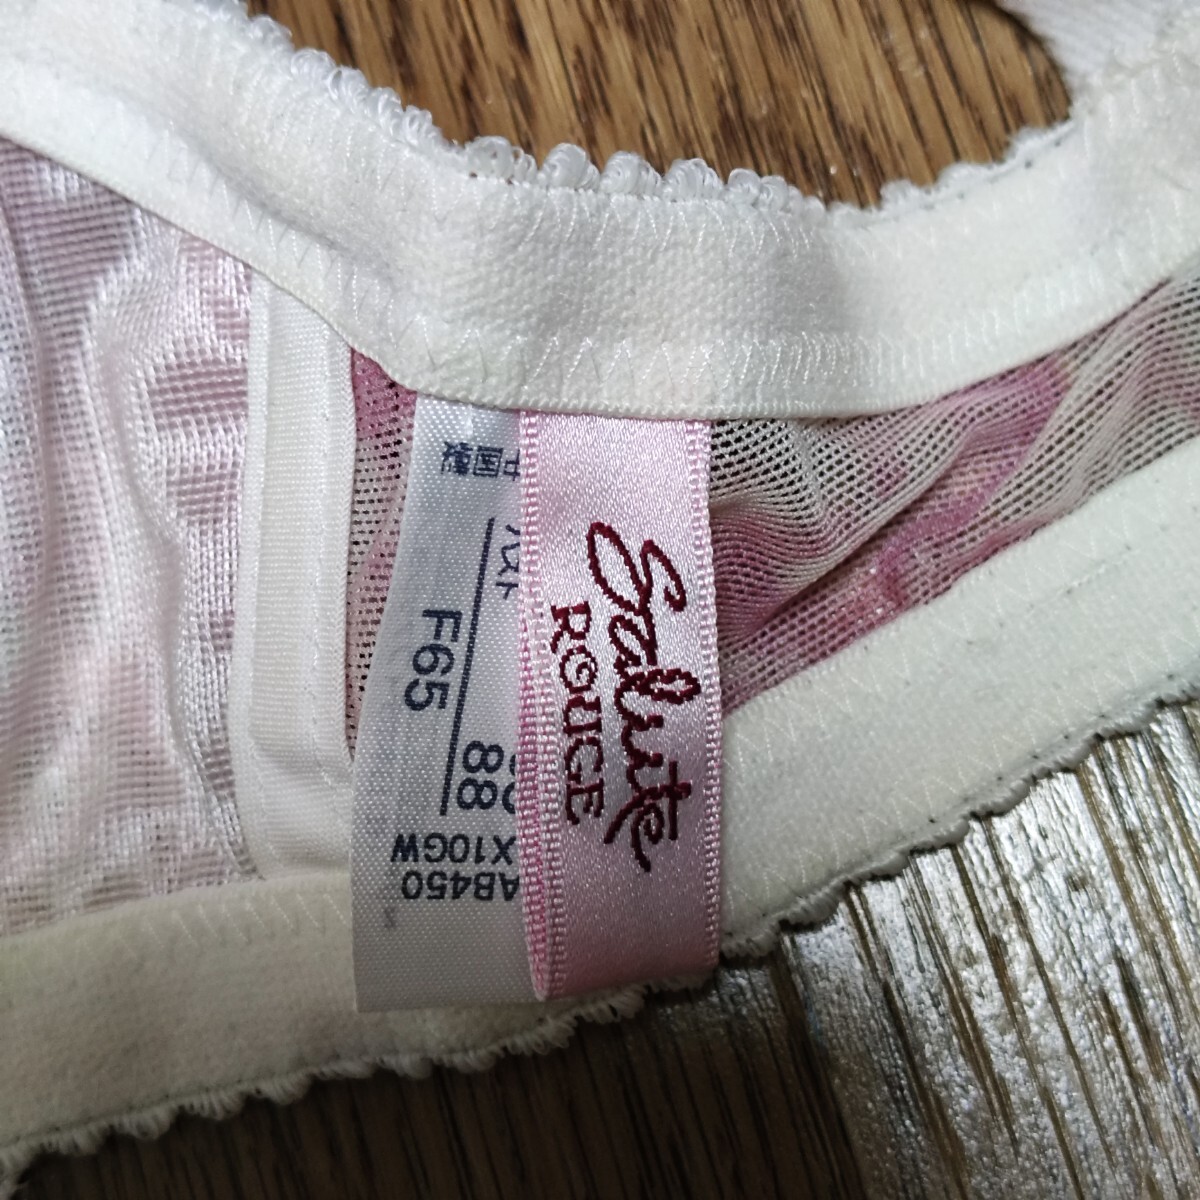 Salute
ROUGE
中国製
F65
88
X10GW
AB450